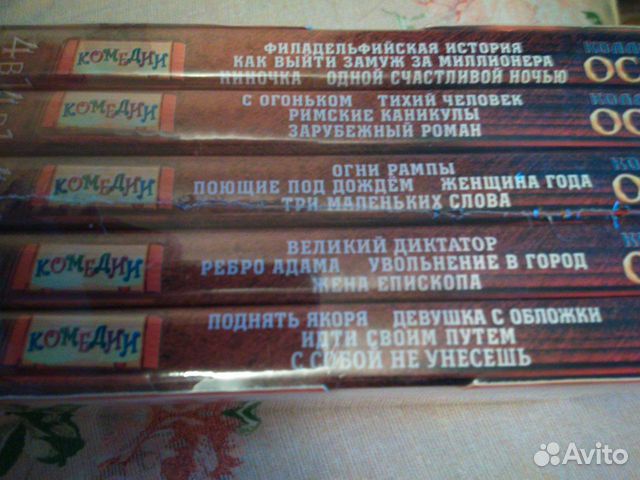 4 В 1
КОМЕДИИ
ФИЛАДЕЛЬФИЙСКАЯ ИСТОРИЯ
КАК ВЫЙТИ ЗАМУЖ ЗА МИЛЛИОНЕРА
НИНОЧКА ОДНОЙ СЧАСТЛИВОЙ НОЧЬЮ
КОМЕДИИ
С ОГОНЬКОМ ТИХИЙ ЧЕЛОВЕК
РИМСКИЕ КАНИКУЛЫ
ЗАРУБЕЖНЫЙ РОМАН
КОМЕДИИ
ОГНИ РАМПЫ
ПОЮЩИЕ ПОД ДОЖДЁМ ЖЕНЩИНА ГОДА
ТРИ МАЛЕНЬКИХ СЛОВА
КОМЕДИИ
ВЕЛИКИЙ ДИКТАТОР
РЕБРО АДАМА УВОЛЬНЕНИЕ В ГОРОД
ЖЕНА ЕПИСКОПА
КОМЕДИИ
ПОДНЯТЬ ЯКОРЯ ДЕВУШКА С ОБЛОЖКИ
ИДТИ СВОИМ ПУТЕМ
С СОБОЙ НЕ УНЕСЕШЬ
Avito